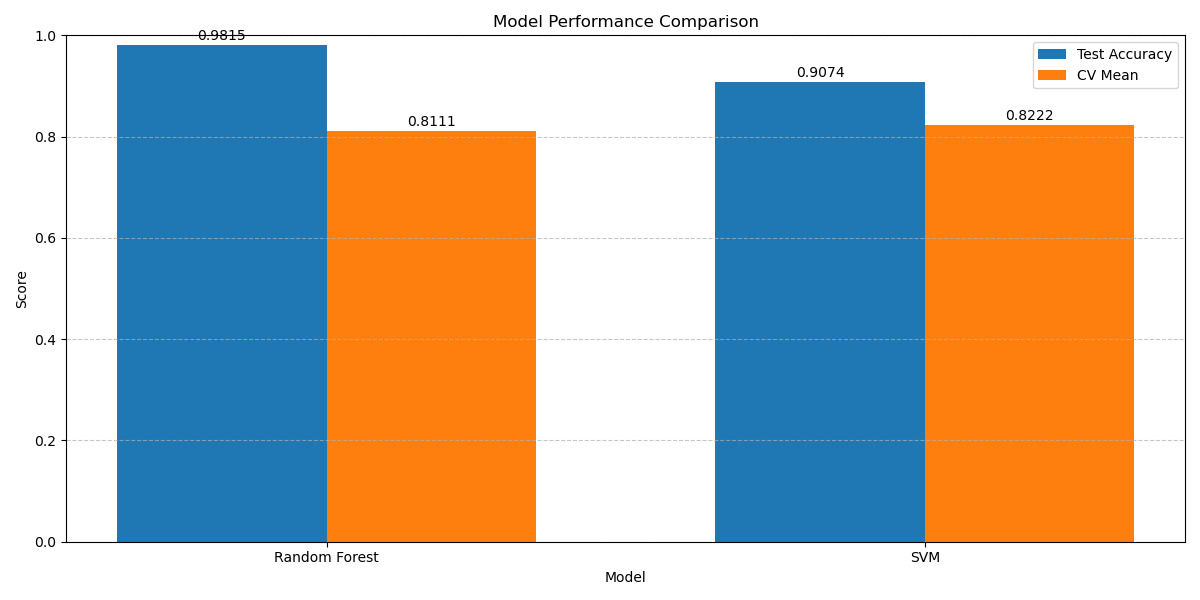 Model Performance Comparison
Test Accuracy
CV Mean
0.9815
0.8111
0.9074
0.8222
1.0
0.8
0.6
0.4
0.2
0.0
Score
Random Forest
SVM
Model